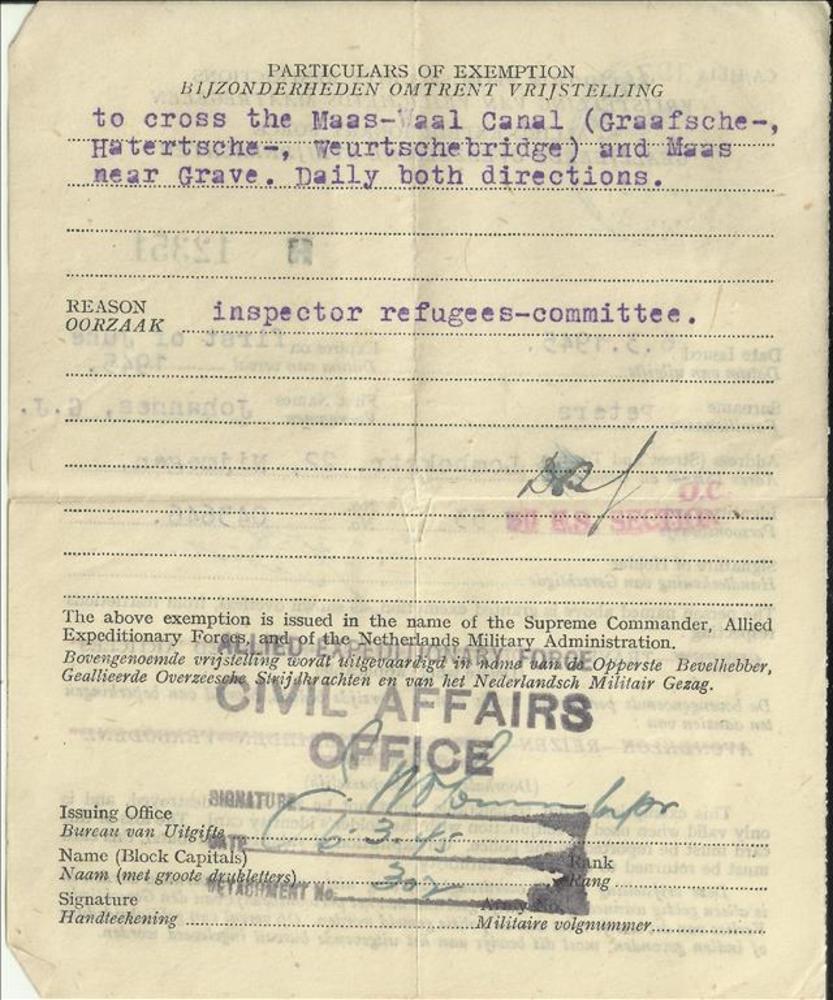 PARTICULARS OF EXEMPTION
BIJZONDERHEDEN OMTRENT VRIJSTELLING
to cross the Maas-Waal Canal (Graafsche-,
Hatertsche-, Weurtschebridge) and Maas
near Grave. Daily both directions.
REASON inspector refugees-committee.
OORZAAK
The above exemption is issued in the name of the Supreme Commander, Allied
Expeditionary Forces, and of the Netherlands Military Administration.
Bovengenoemde vrijstelling wordt uitgevaardigd in name van de Opperste Bevelhebber,
Geallieerde Overzeesche Strijdkrachten en van het Nederlandsch Militair Gezag.
ALLIED EXPEDITIONARY FORCE
CIVIL AFFAIRS
OFFICE
SIGNATURE
Issuing Office
Bureau van Uitgifte
DATE 6.3.45
Name (Block Capitals) Rank
Naam (met groote drukletters) Rang
DETACHMENT No. 302
Signature Army No.
Handteekening Militaire volgnummer